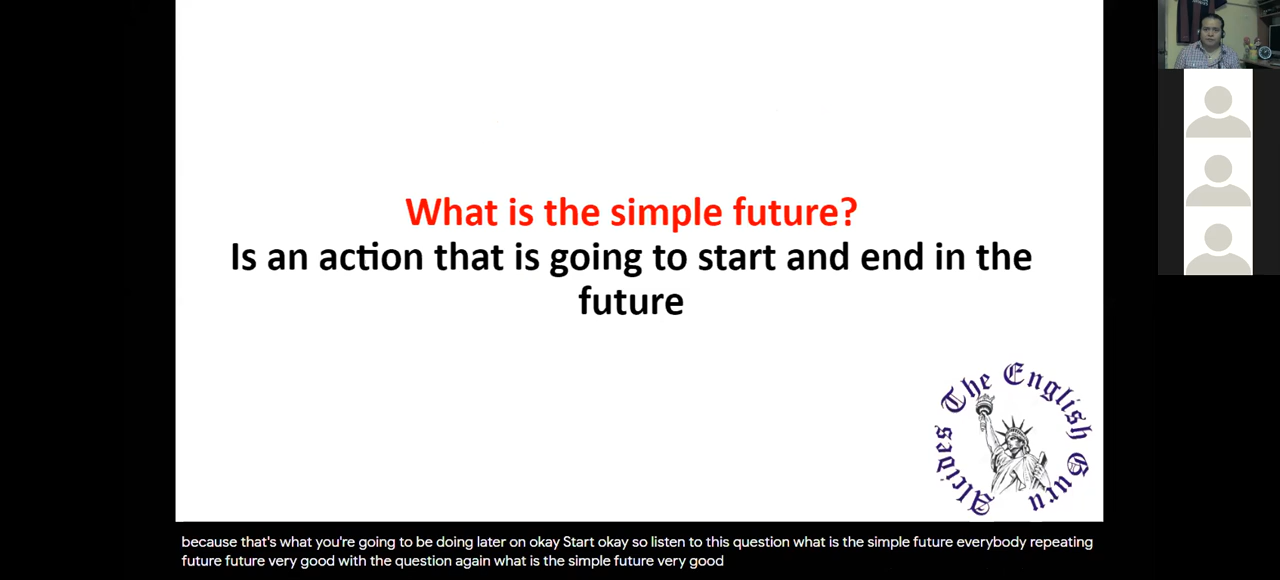 What is the simple future?
Is an action that is going to start and end in the
future
Alcides The English Guru
because that's what you're going to be doing later on okay Start okay so listen to this question what is the simple future everybody repeating
future future very good with the question again what is the simple future very good